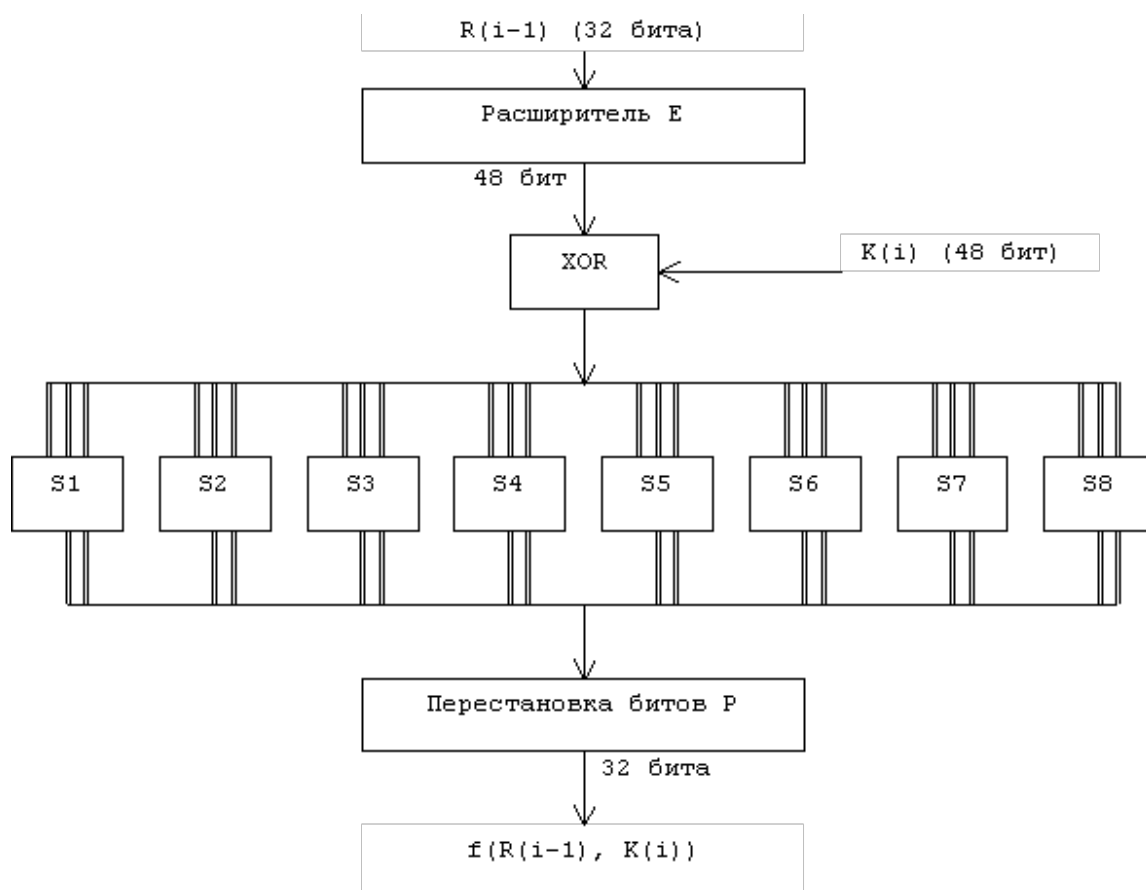 R(i-1) (32 бита)
Расширитель E
48 бит
XOR
K(i) (48 бит)
S1 S2 S3 S4 S5 S6 S7 S8
Перестановка битов P
32 бита
f(R(i-1), K(i))